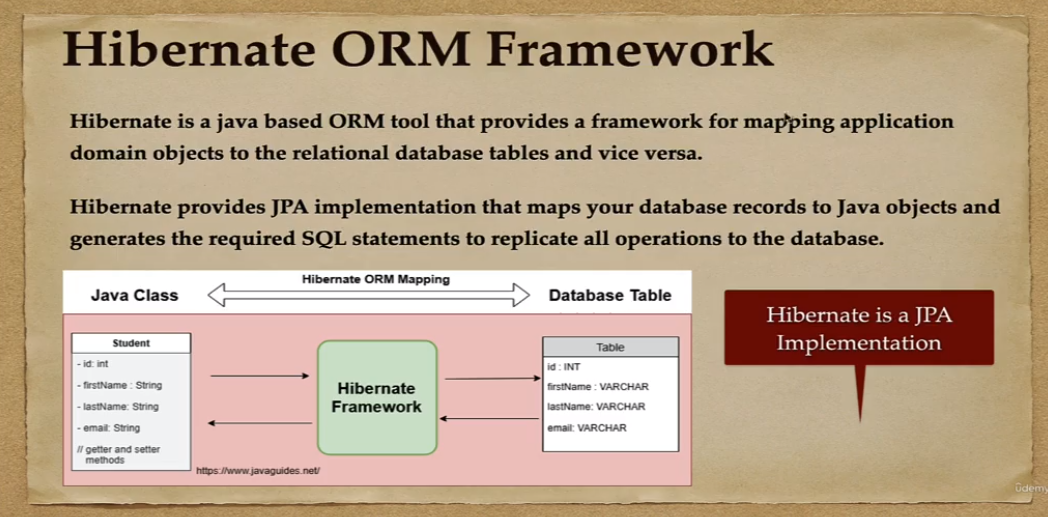 Hibernate ORM Framework
Hibernate is a java based ORM tool that provides a framework for mapping application
domain objects to the relational database tables and vice versa.
Hibernate provides JPA implementation that maps your database records to Java objects and
generates the required SQL statements to replicate all operations to the database.
Hibernate ORM Mapping
Java Class
Database Table
Student
- id: int
- firstName : String
- lastName: String
- email: String
// getter and setter
methods
Hibernate
Framework
Table
id : INT
firstName : VARCHAR
lastName: VARCHAR
email: VARCHAR
https://www.javaguides.net/
Hibernate is a JPA
Implementation
ûdemy